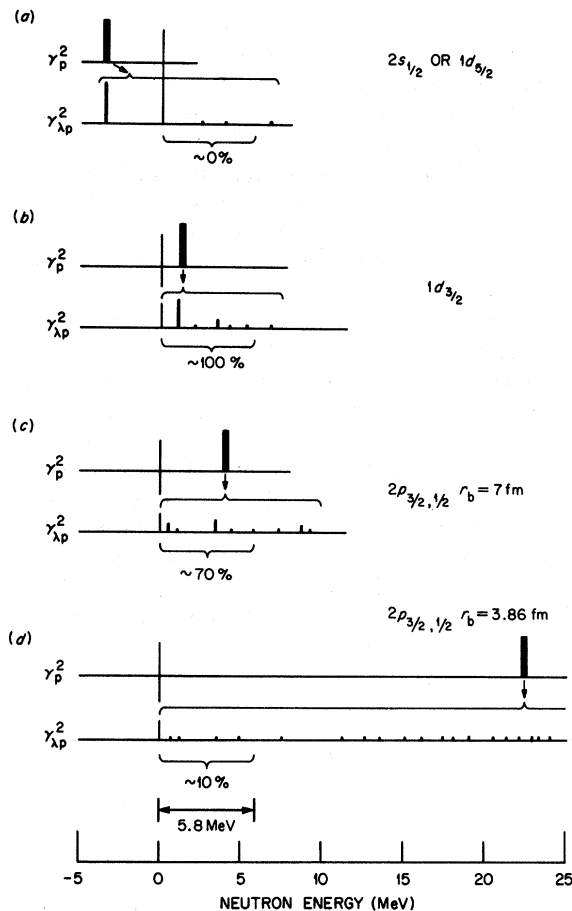 (a)
γ²ₚ
2s₁/₂ OR 1d₅/₂
γ²λₚ
~0%
(b)
γ²ₚ
1d₃/₂
γ²λₚ
~100%
(c)
γ²ₚ
2p₃/₂,₁/₂ r_b = 7 fm
γ²λₚ
~70%
2p₃/₂,₁/₂ r_b = 3.86 fm
(d)
γ²ₚ
γ²λₚ
~10%
5.8 MeV
-5 0 5 10 15 20 25
NEUTRON ENERGY (MeV)